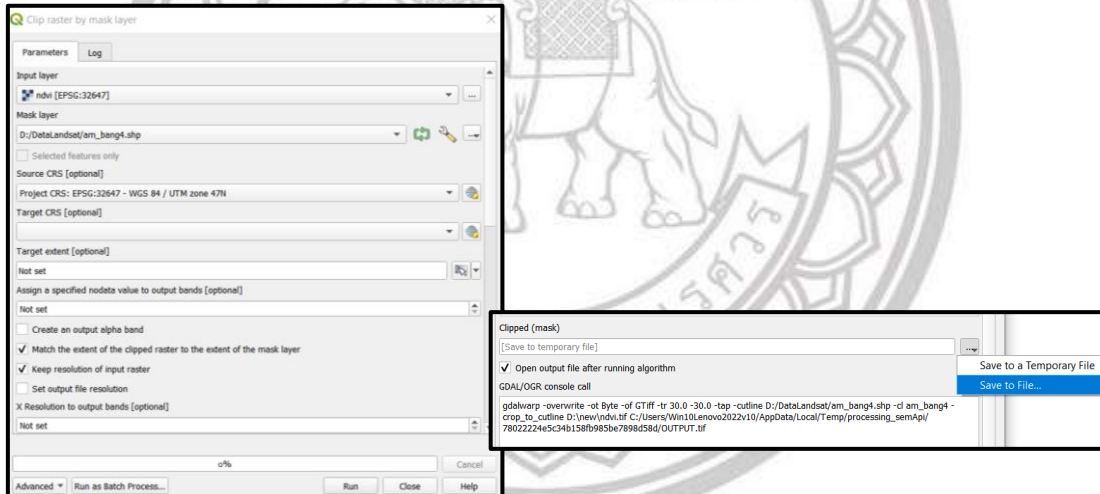 Clip raster by mask layer
Parameters Log
Input layer
ndvi [EPSG:32647]
Mask layer
D:/DataLandsat/am_bang4.shp
Selected features only
Source CRS [optional]
Project CRS: EPSG:32647 - WGS 84 / UTM zone 47N
Target CRS [optional]
Target extent [optional]
Not set
Assign a specified nodata value to output bands [optional]
Not set
Create an output alpha band
Match the extent of the clipped raster to the extent of the mask layer
Keep resolution of input raster
Set output file resolution
X Resolution to output bands [optional]
Not set
0%
Cancel
Advanced Run as Batch Process... Run Close Help
Clipped (mask)
[Save to temporary file]
Open output file after running algorithm
GDAL/OGR console call
gdalwarp -overwrite -ot Byte -of GTiff -tr 30.0 -30.0 -tap -cutline D:/DataLandsat/am_bang4.shp -cl am_bang4 -
crop_to_cutline D:\new\ndvi.tif C:/Users/Win10Lenovo2022v10/AppData/Local/Temp/processing_semApi/
78022224e5c34b158fb985be7898d58d/OUTPUT.tif
Save to a Temporary File
Save to File...